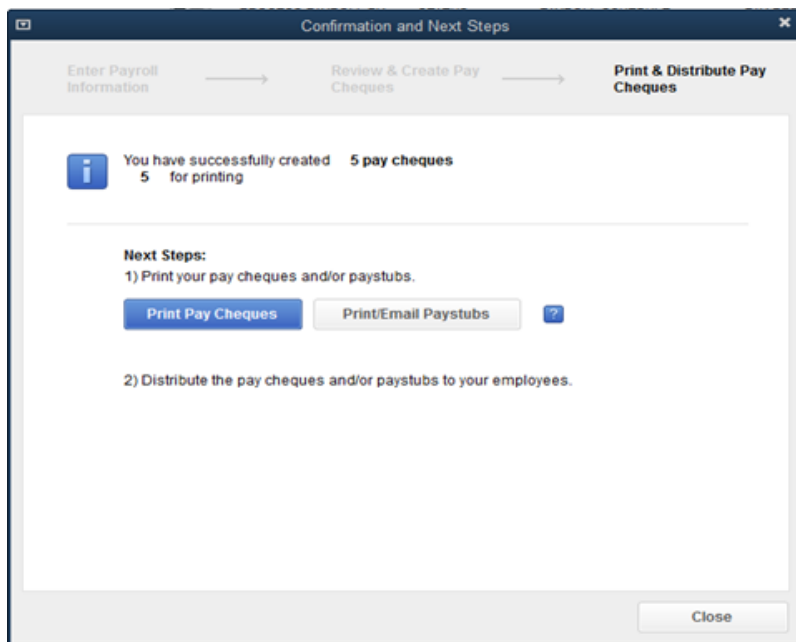 Confirmation and Next Steps
Enter Payroll
Information
Review & Create Pay
Cheques
Print & Distribute Pay
Cheques
You have successfully created 5 pay cheques
5 for printing
Next Steps:
1) Print your pay cheques and/or paystubs.
Print Pay Cheques Print/Email Paystubs ?
2) Distribute the pay cheques and/or paystubs to your employees.
Close